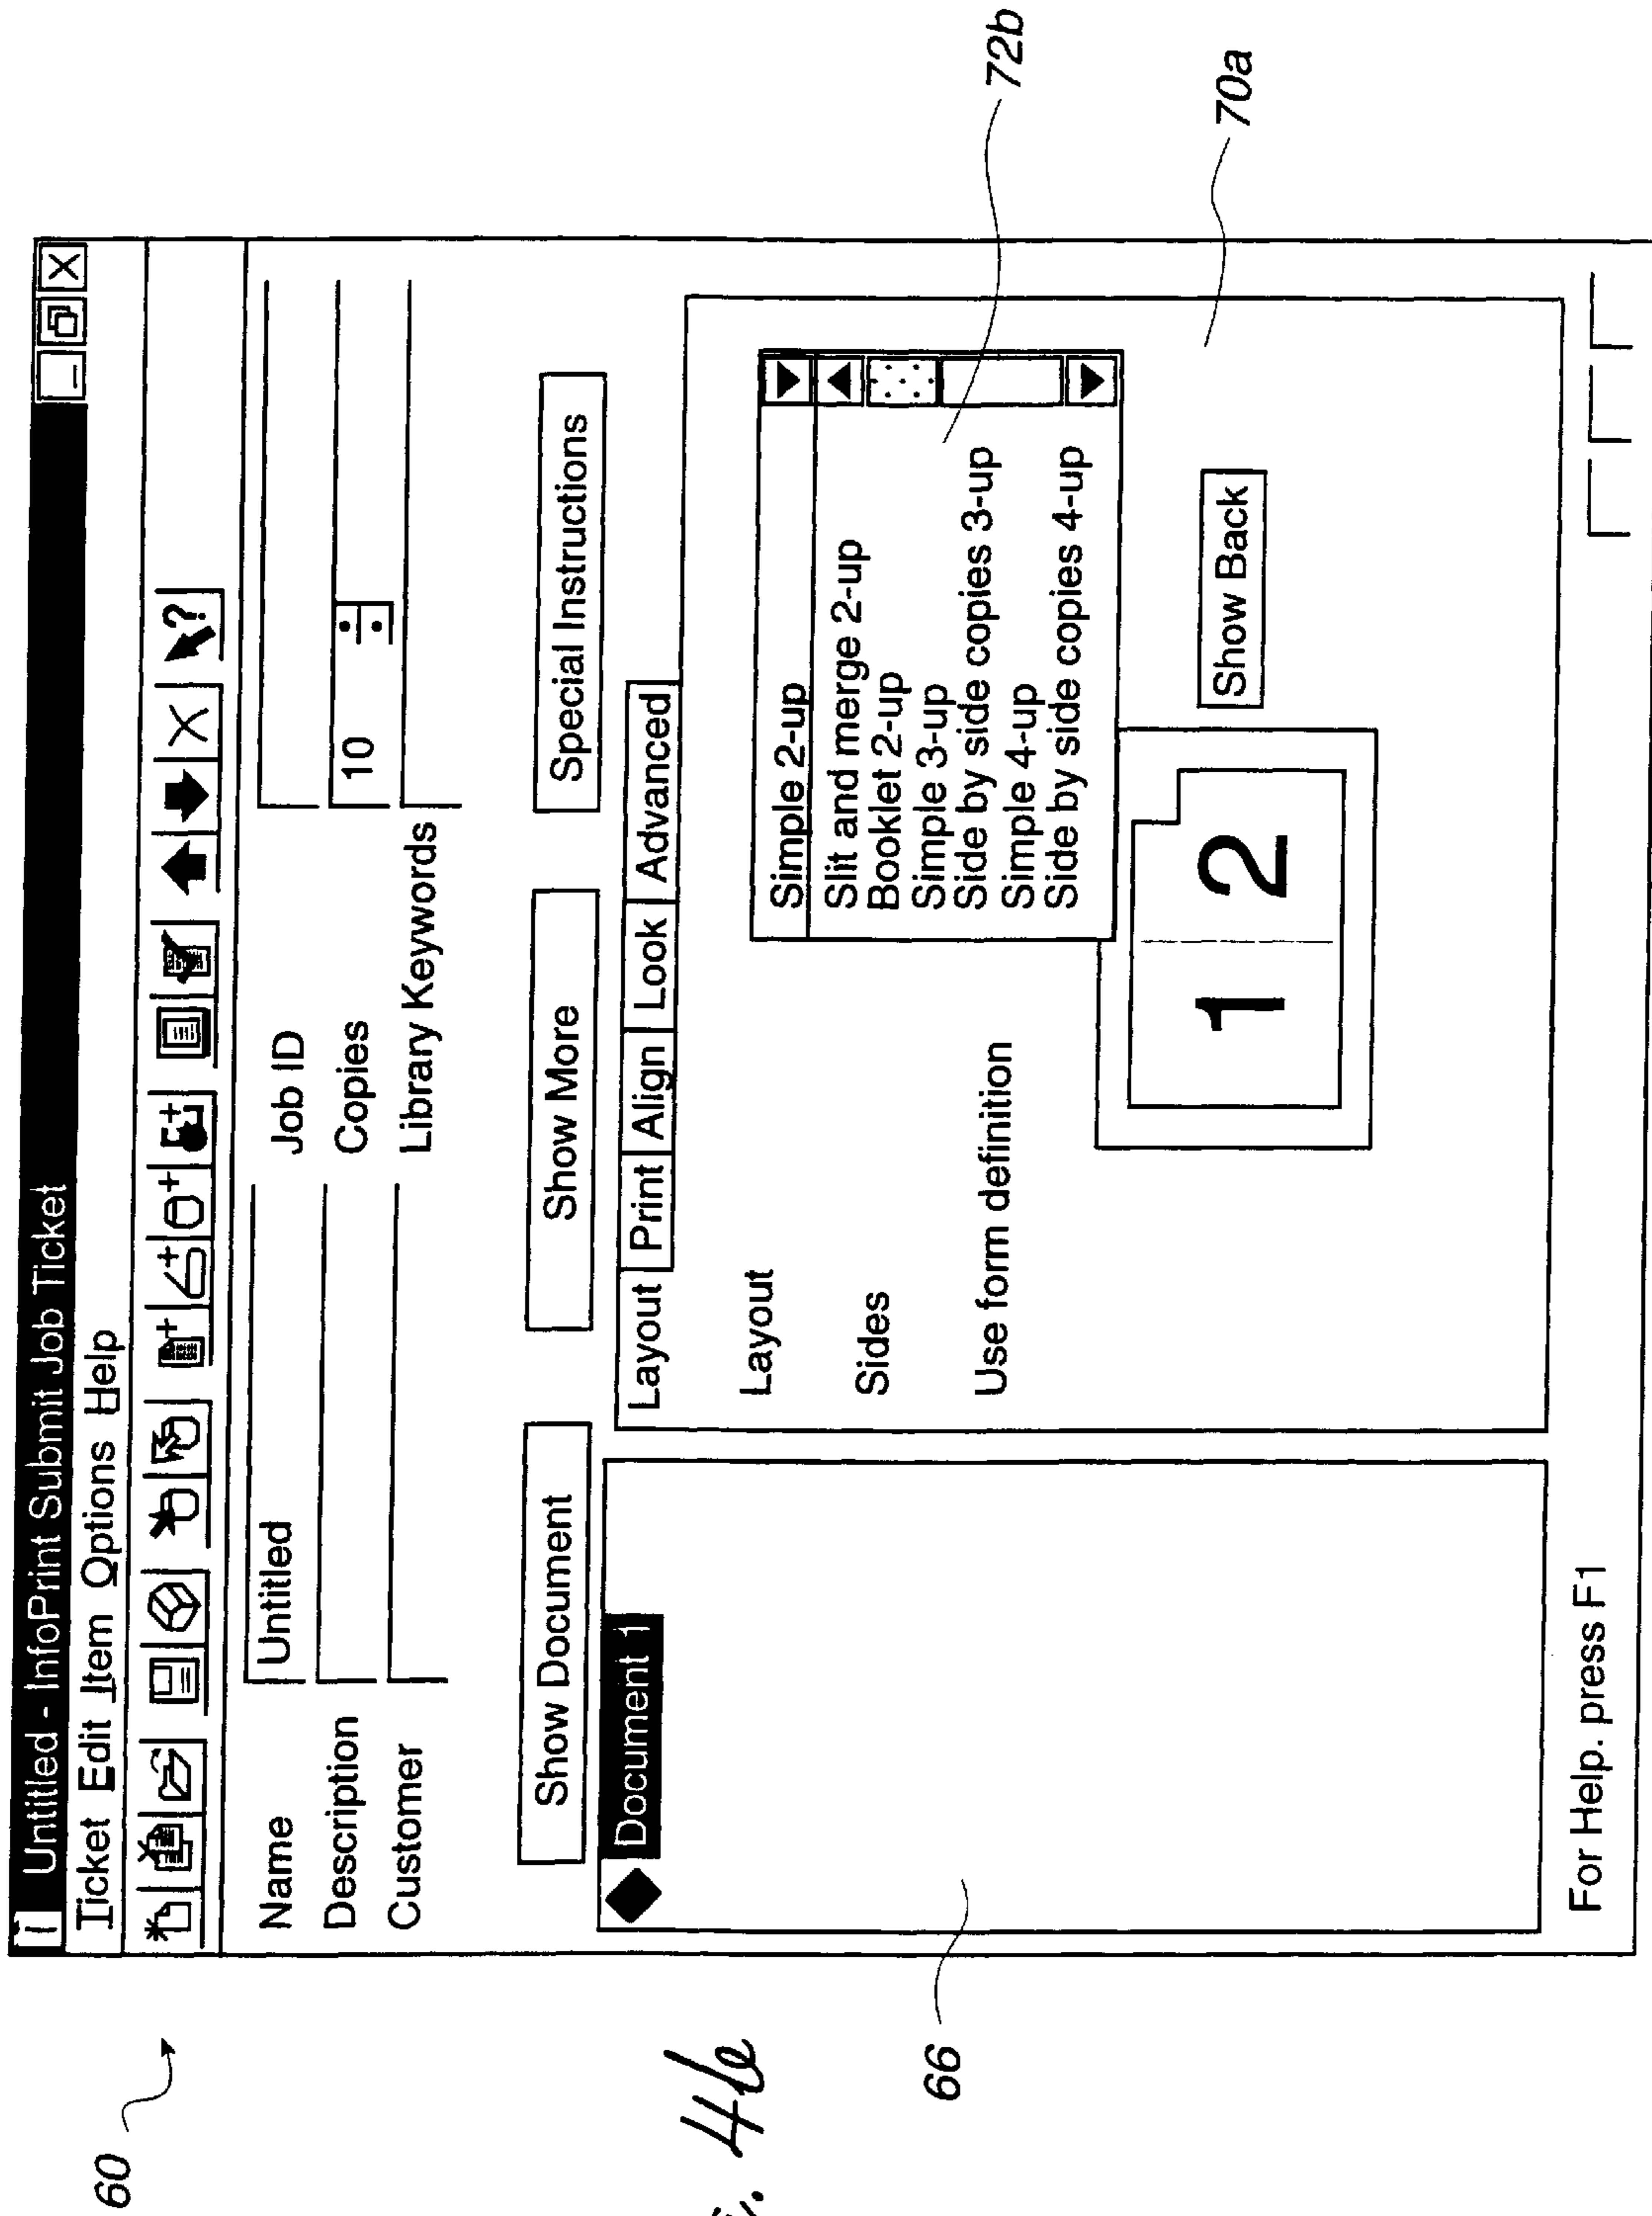 60
i Untitled - InfoPrint Submit Job Ticket
Ticket Edit Item Options Help
Name Untitled Job ID
Description Copies 10
Customer Library Keywords
Show Document Show More Special Instructions
Document 1
Layout Print Align Look Advanced
Layout Simple 2-up
Slit and merge 2-up
Sides
Booklet 2-up
Simple 3-up
Side by side copies 3-up
Use form definition
Simple 4-up
Side by side copies 4-up
72b
1 2
Show Back
70a
66
For Help. press F1
4b